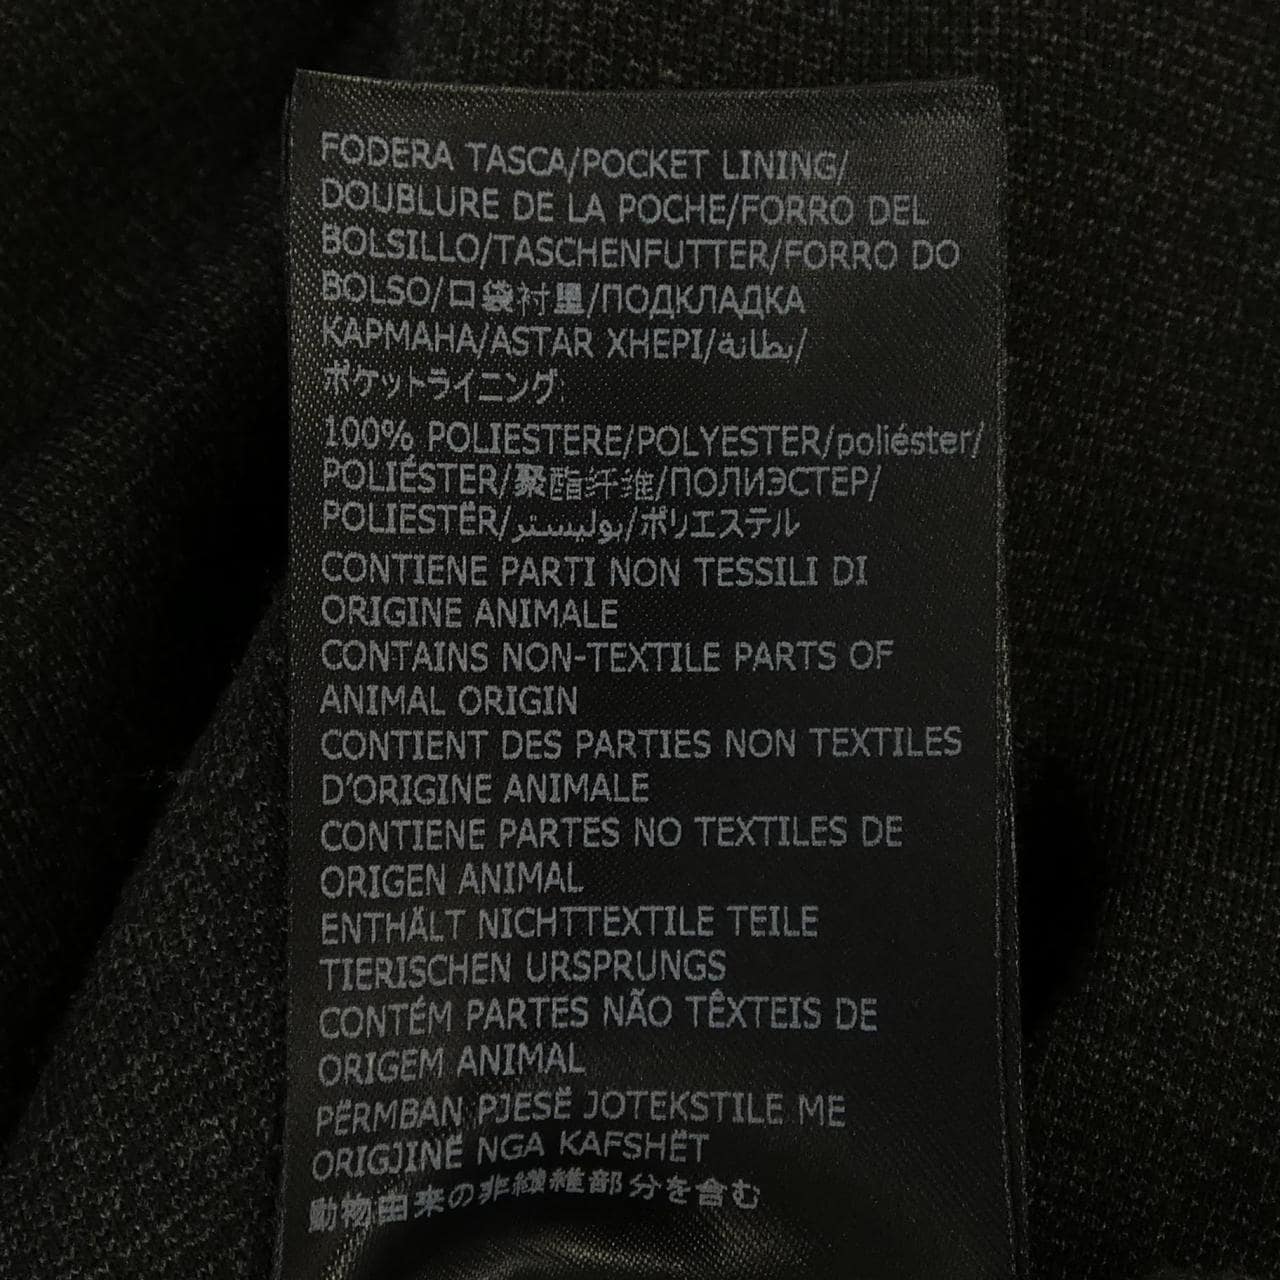 FODERA TASCA/POCKET LINING/
DOUBLURE DE LA POCHE/FORRO DEL
BOLSILLO/TASCHENFUTTER/FORRO DO
BOLSO/口袋衬里/ПОДКЛАДКА
КАРМАНА/ASTAR XHEPI/بطانة/
ポケットライニング:
100% POLIESTERE/POLYESTER/poliéster/
POLIÉSTER/聚酯纤维/ПОЛИЭСТЕР/
POLIESTËR/بوليستر/ポリエステル
CONTIENE PARTI NON TESSILI DI
ORIGINE ANIMALE
CONTAINS NON-TEXTILE PARTS OF
ANIMAL ORIGIN
CONTIENT DES PARTIES NON TEXTILES
D'ORIGINE ANIMALE
CONTIENE PARTES NO TEXTILES DE
ORIGEN ANIMAL
ENTHÄLT NICHTTEXTILE TEILE
TIERISCHEN URSPRUNGS
CONTÉM PARTES NÃO TÊXTEIS DE
ORIGEM ANIMAL
PËRMBAN PJESË JOTEKSTILE ME
ORIGJINË NGA KAFSHËT
動物由来の非繊維部分を含む